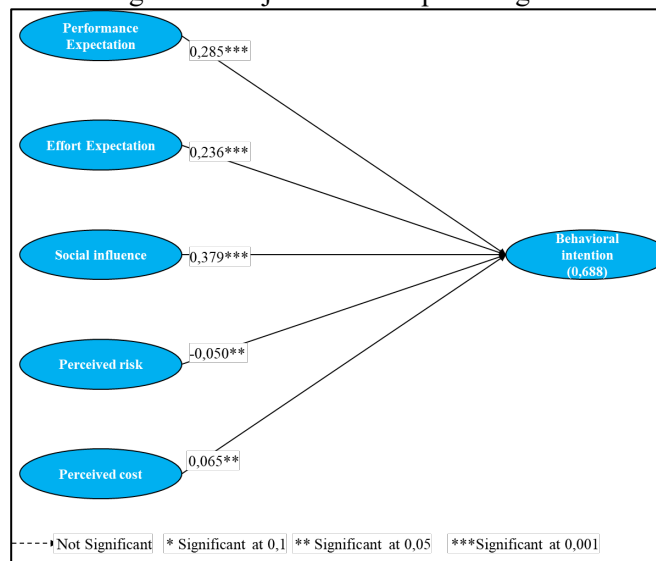 Performance
Expectation
0,285***
Effort Expectation
0,236***
Social influence
0,379***
Behavioral
intention
(0,688)
Perceived risk
-0,050**
Perceived cost
0,065**
Not Significant * Significant at 0,1 ** Significant at 0,05 ***Significant at 0,001